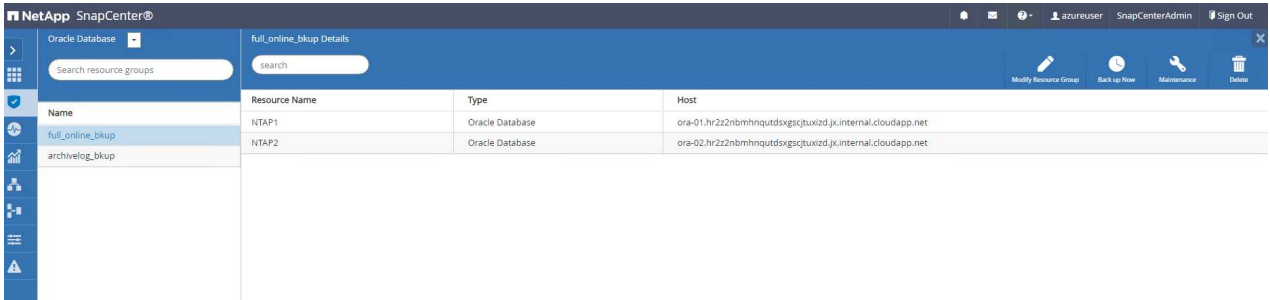 NetApp SnapCenter®
azureuser SnapCenterAdmin Sign Out
Oracle Database
Search resource groups
Name
full_online_bkup
archivelog_bkup
full_online_bkup Details
search
Modify Resource Group Back up Now Maintenance Delete
Resource Name Type Host
NTAP1 Oracle Database ora-01.hr2z2nbmhnqutdsxgscjtuxizd.jx.internal.cloudapp.net
NTAP2 Oracle Database ora-02.hr2z2nbmhnqutdsxgscjtuxizd.jx.internal.cloudapp.net